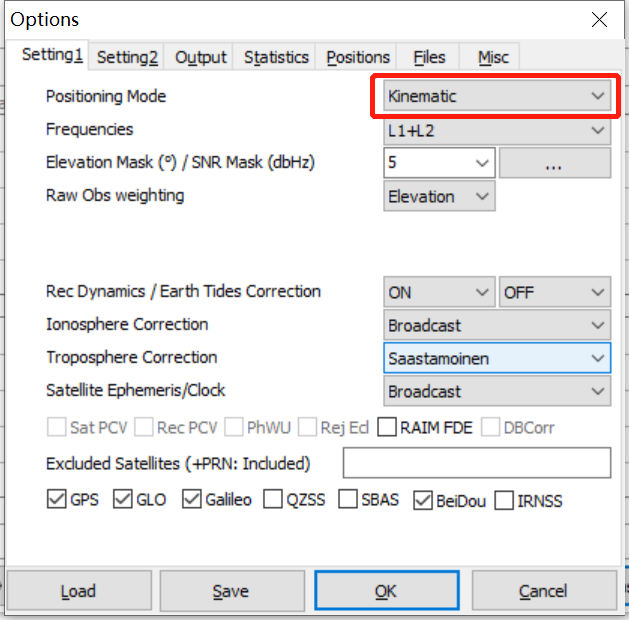 Options
Setting1 Setting2 Output Statistics Positions Files Misc
Positioning Mode Kinematic
Frequencies L1+L2
Elevation Mask (°) / SNR Mask (dbHz) 5 ...
Raw Obs weighting Elevation
Rec Dynamics / Earth Tides Correction ON OFF
Ionosphere Correction Broadcast
Troposphere Correction Saastamoinen
Satellite Ephemeris/Clock Broadcast
Sat PCV Rec PCV PhWU Rej Ecl RAIM FDE DBCorr
Excluded Satellites (+PRN: Included)
GPS GLO Galileo QZSS SBAS BeiDou IRNSS
Load Save OK Cancel